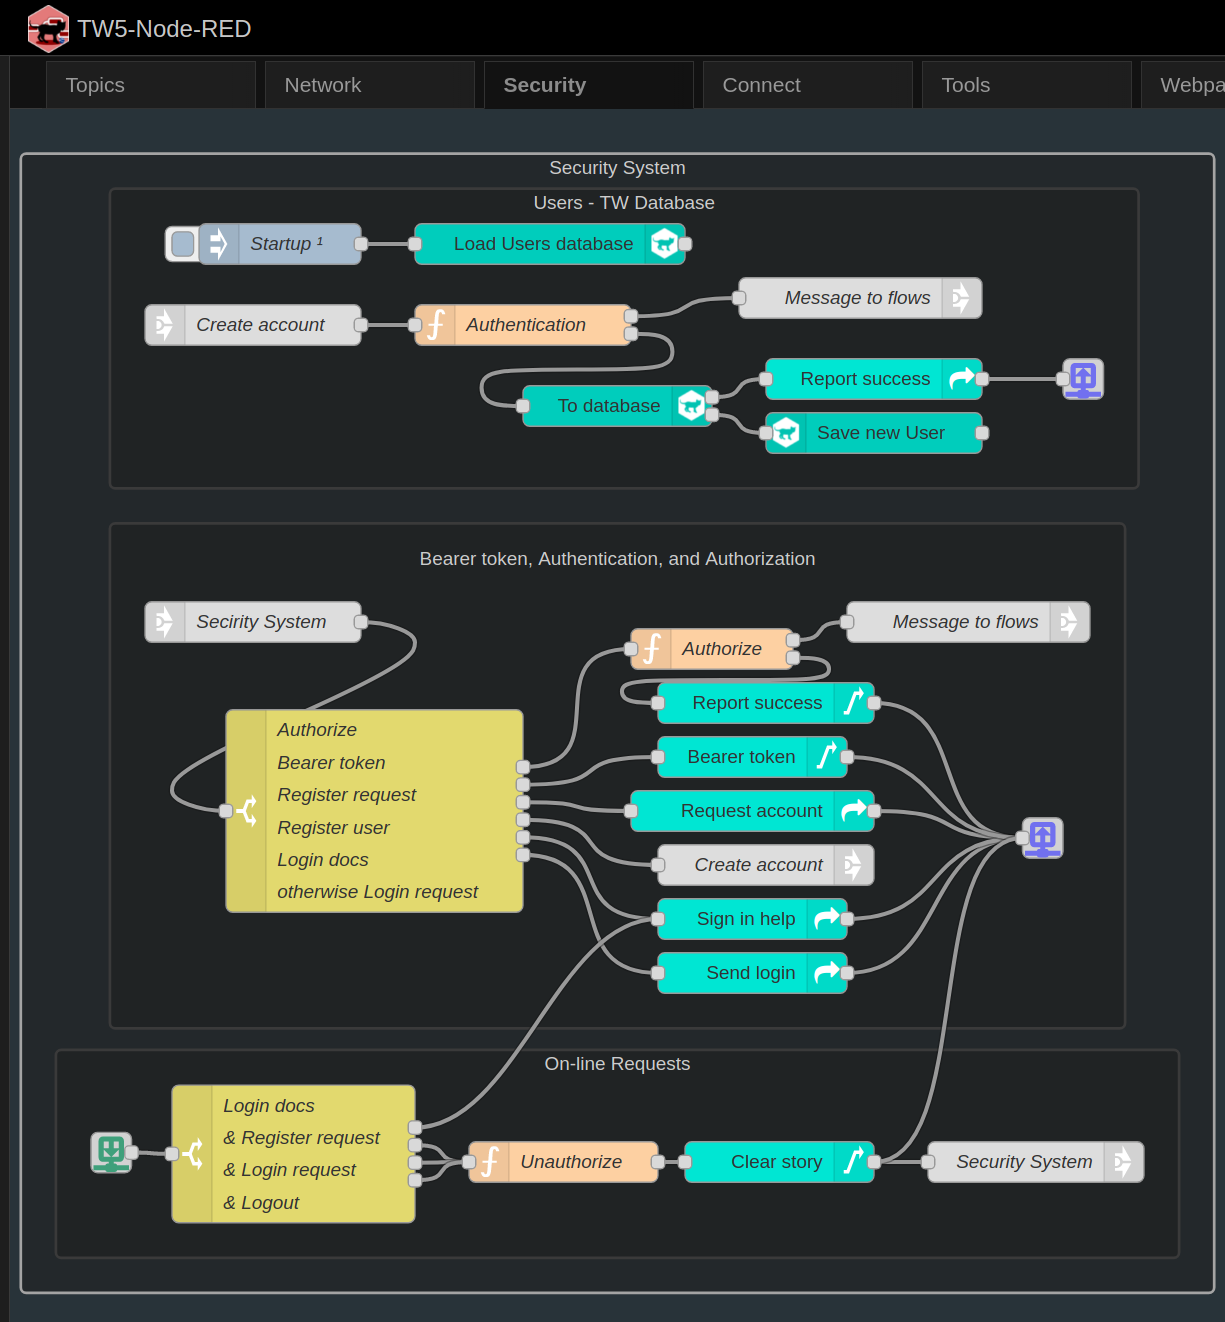 TW5-Node-RED
Topics
Network
Security
Connect
Tools
Webpa
Security System
Users - TW Database
Startup ¹
Load Users database
Message to flows
Create account
Authentication
Report success
To database
Save new User
Bearer token, Authentication, and Authorization
Secirity System
Authorize
Message to flows
Report success
Authorize
Bearer token
Register request
Register user
Login docs
otherwise Login request
Bearer token
Request account
Create account
Sign in help
Send login
On-line Requests
Login docs
& Register request
& Login request
& Logout
Unauthorize
Clear story
Security System